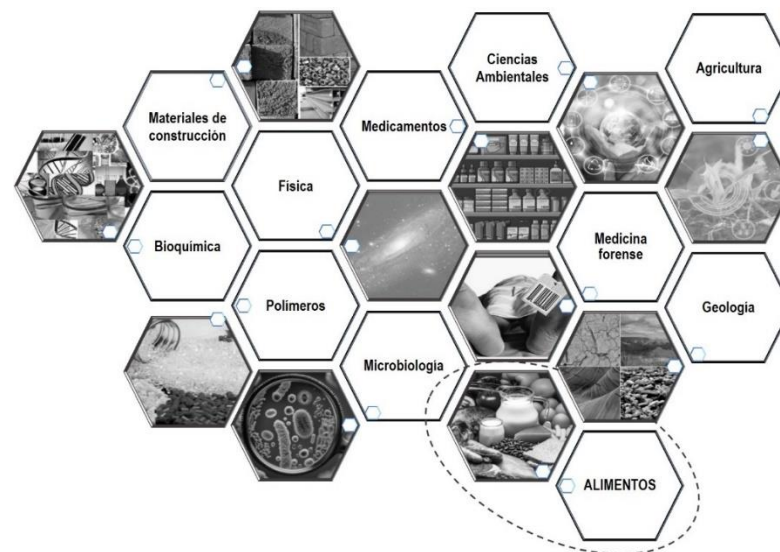 Ciencias
Ambientales
Agricultura
Materiales de
construcción
Medicamentos
Física
Bioquímica
Medicina
forense
Polímeros
Geología
Microbiología
ALIMENTOS